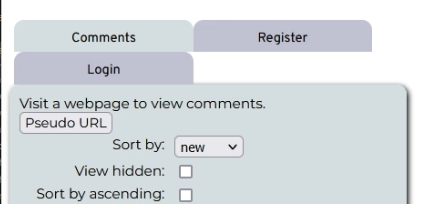 Comments Register
Login
Visit a webpage to view comments.
Pseudo URL
Sort by: new
View hidden:
Sort by ascending: